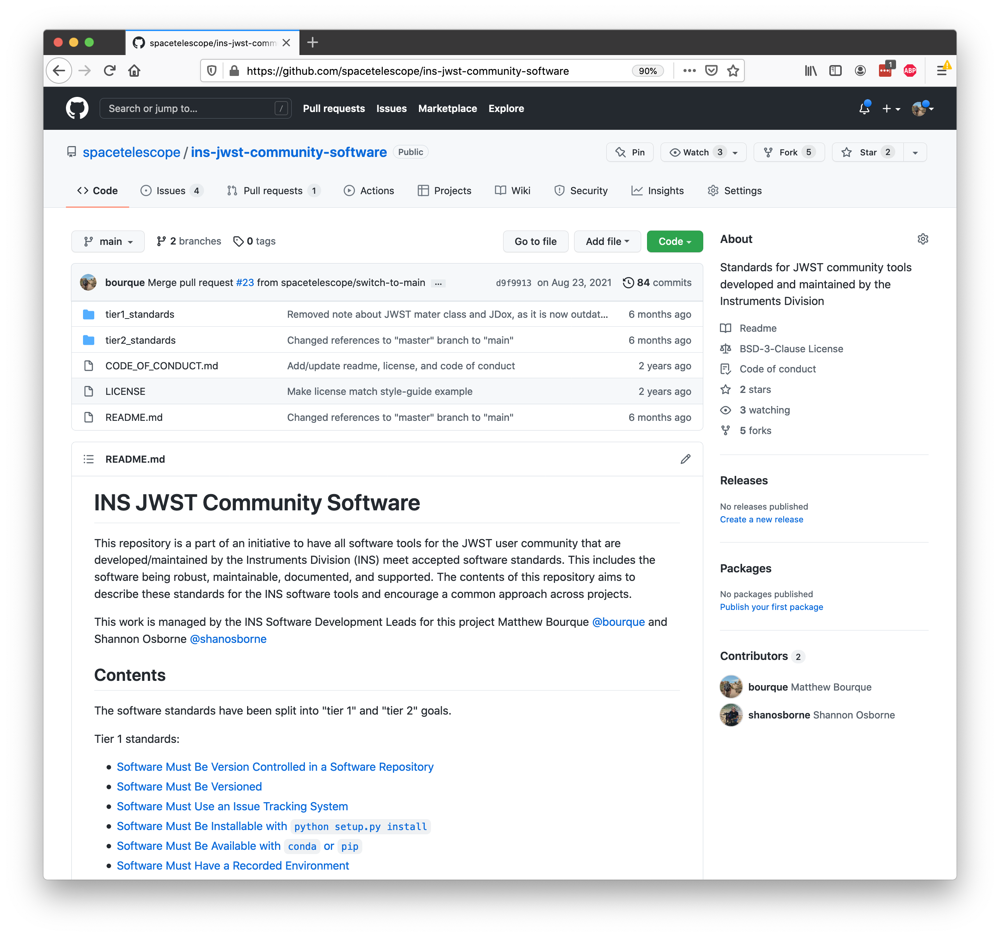 spacetelescope/ins-jwst-comm
https://github.com/spacetelescope/ins-jwst-community-software
90%
1
ABP
Search or jump to...
/
Pull requests
Issues
Marketplace
Explore
spacetelescope / ins-jwst-community-software
Public
Pin
Watch 3
Fork 5
Star 2
Code
Issues 4
Pull requests 1
Actions
Projects
Wiki
Security
Insights
Settings
main
2 branches
0 tags
Go to file
Add file
Code
bourque Merge pull request #23 from spacetelescope/switch-to-main ... d9f9913 on Aug 23, 2021 84 commits
tier1_standards Removed note about JWST mater class and JDox, as it is now outdat... 6 months ago
tier2_standards Changed references to "master" branch to "main" 6 months ago
CODE_OF_CONDUCT.md Add/update readme, license, and code of conduct 2 years ago
LICENSE Make license match style-guide example 2 years ago
README.md Changed references to "master" branch to "main" 6 months ago
README.md
INS JWST Community Software
This repository is a part of an initiative to have all software tools for the JWST user community that are
developed/maintained by the Instruments Division (INS) meet accepted software standards. This includes the
software being robust, maintainable, documented, and supported. The contents of this repository aims to
describe these standards for the INS software tools and encourage a common approach across projects.
This work is managed by the INS Software Development Leads for this project Matthew Bourque @bourque and
Shannon Osborne @shanosborne
Contents
The software standards have been split into "tier 1" and "tier 2" goals.
Tier 1 standards:
• Software Must Be Version Controlled in a Software Repository
• Software Must Be Versioned
• Software Must Use an Issue Tracking System
• Software Must Be Installable with python setup.py install
• Software Must Be Available with conda or pip
• Software Must Have a Recorded Environment
About
Standards for JWST community tools
developed and maintained by the
Instruments Division
Readme
BSD-3-Clause License
Code of conduct
2 stars
3 watching
5 forks
Releases
No releases published
Create a new release
Packages
No packages published
Publish your first package
Contributors 2
bourque Matthew Bourque
shanosborne Shannon Osborne